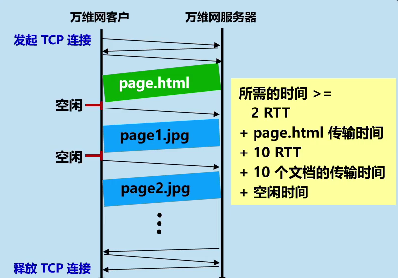 万维网客户 万维网服务器
发起 TCP 连接
page.html
空闲
page1.jpg
空闲
page2.jpg
释放 TCP 连接
所需的时间 >=
2 RTT
+ page.html 传输时间
+ 10 RTT
+ 10 个文档的传输时间
+ 空闲时间